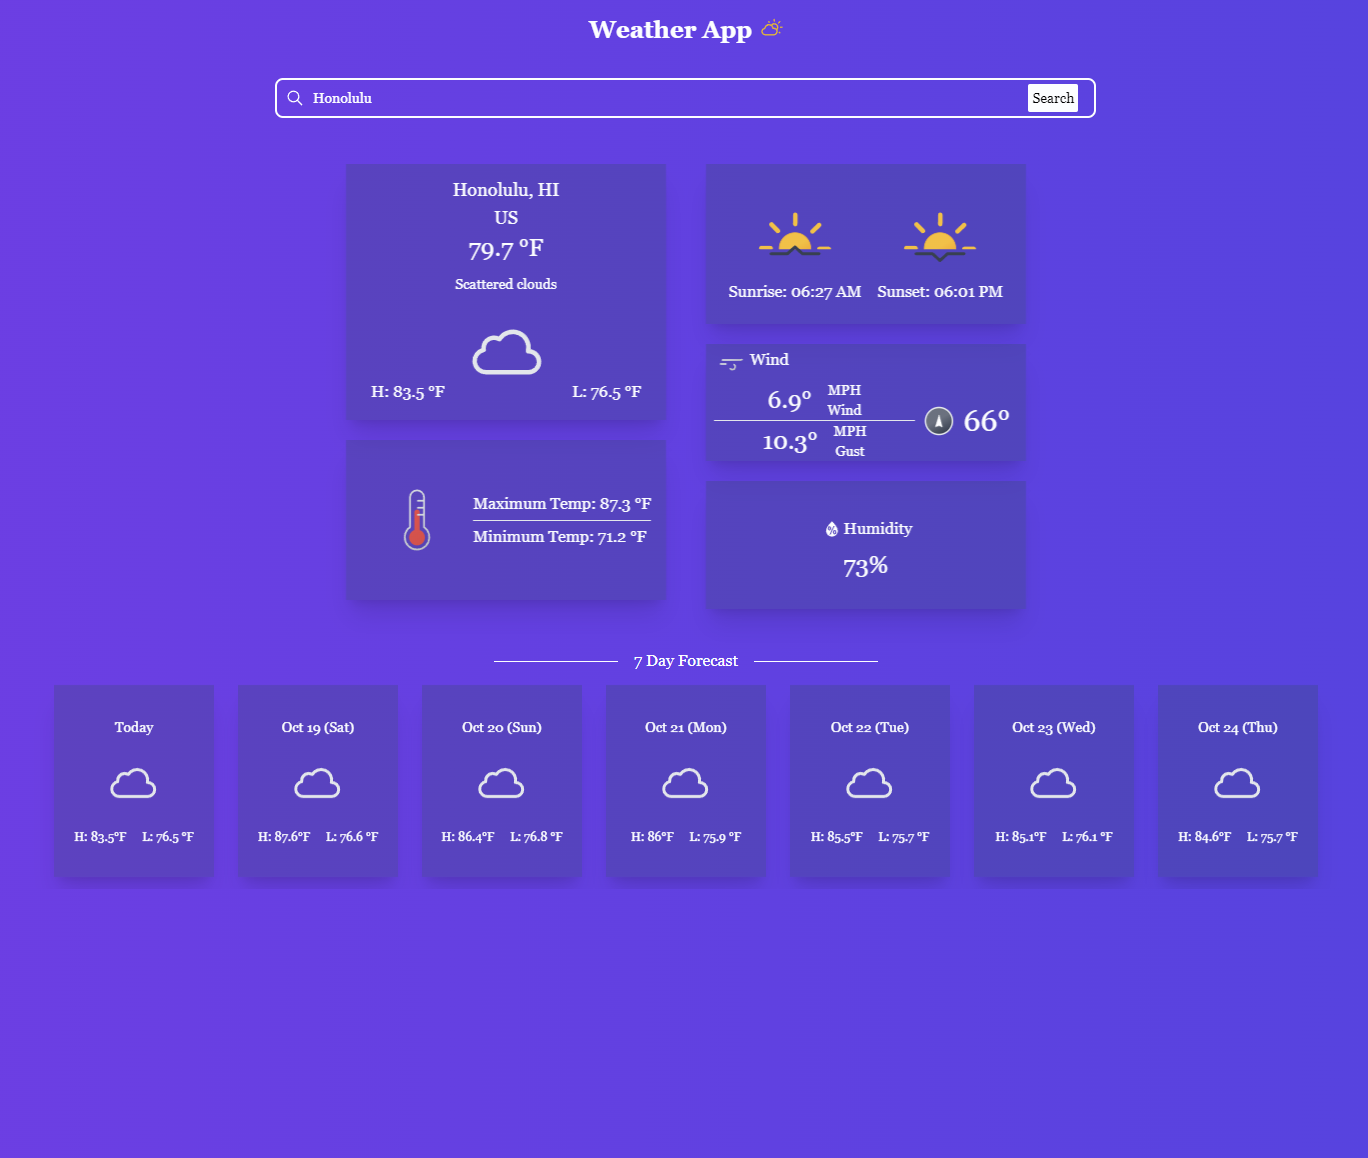 Weather App
Honolulu
Search
Honolulu, HI
US
79.7 °F
Scattered clouds
H: 83.5 °F
L: 76.5 °F
Sunrise: 06:27 AM
Sunset: 06:01 PM
Wind
6.9°
MPH
Wind
10.3°
MPH
Gust
66°
Maximum Temp: 87.3 °F
Minimum Temp: 71.2 °F
% Humidity
73%
7 Day Forecast
Today
H: 83.5°F L: 76.5 °F
Oct 19 (Sat)
H: 87.6°F L: 76.6 °F
Oct 20 (Sun)
H: 86.4°F L: 76.8 °F
Oct 21 (Mon)
H: 86°F L: 75.9 °F
Oct 22 (Tue)
H: 85.5°F L: 75.7 °F
Oct 23 (Wed)
H: 85.1°F L: 76.1 °F
Oct 24 (Thu)
H: 84.6°F L: 75.7 °F